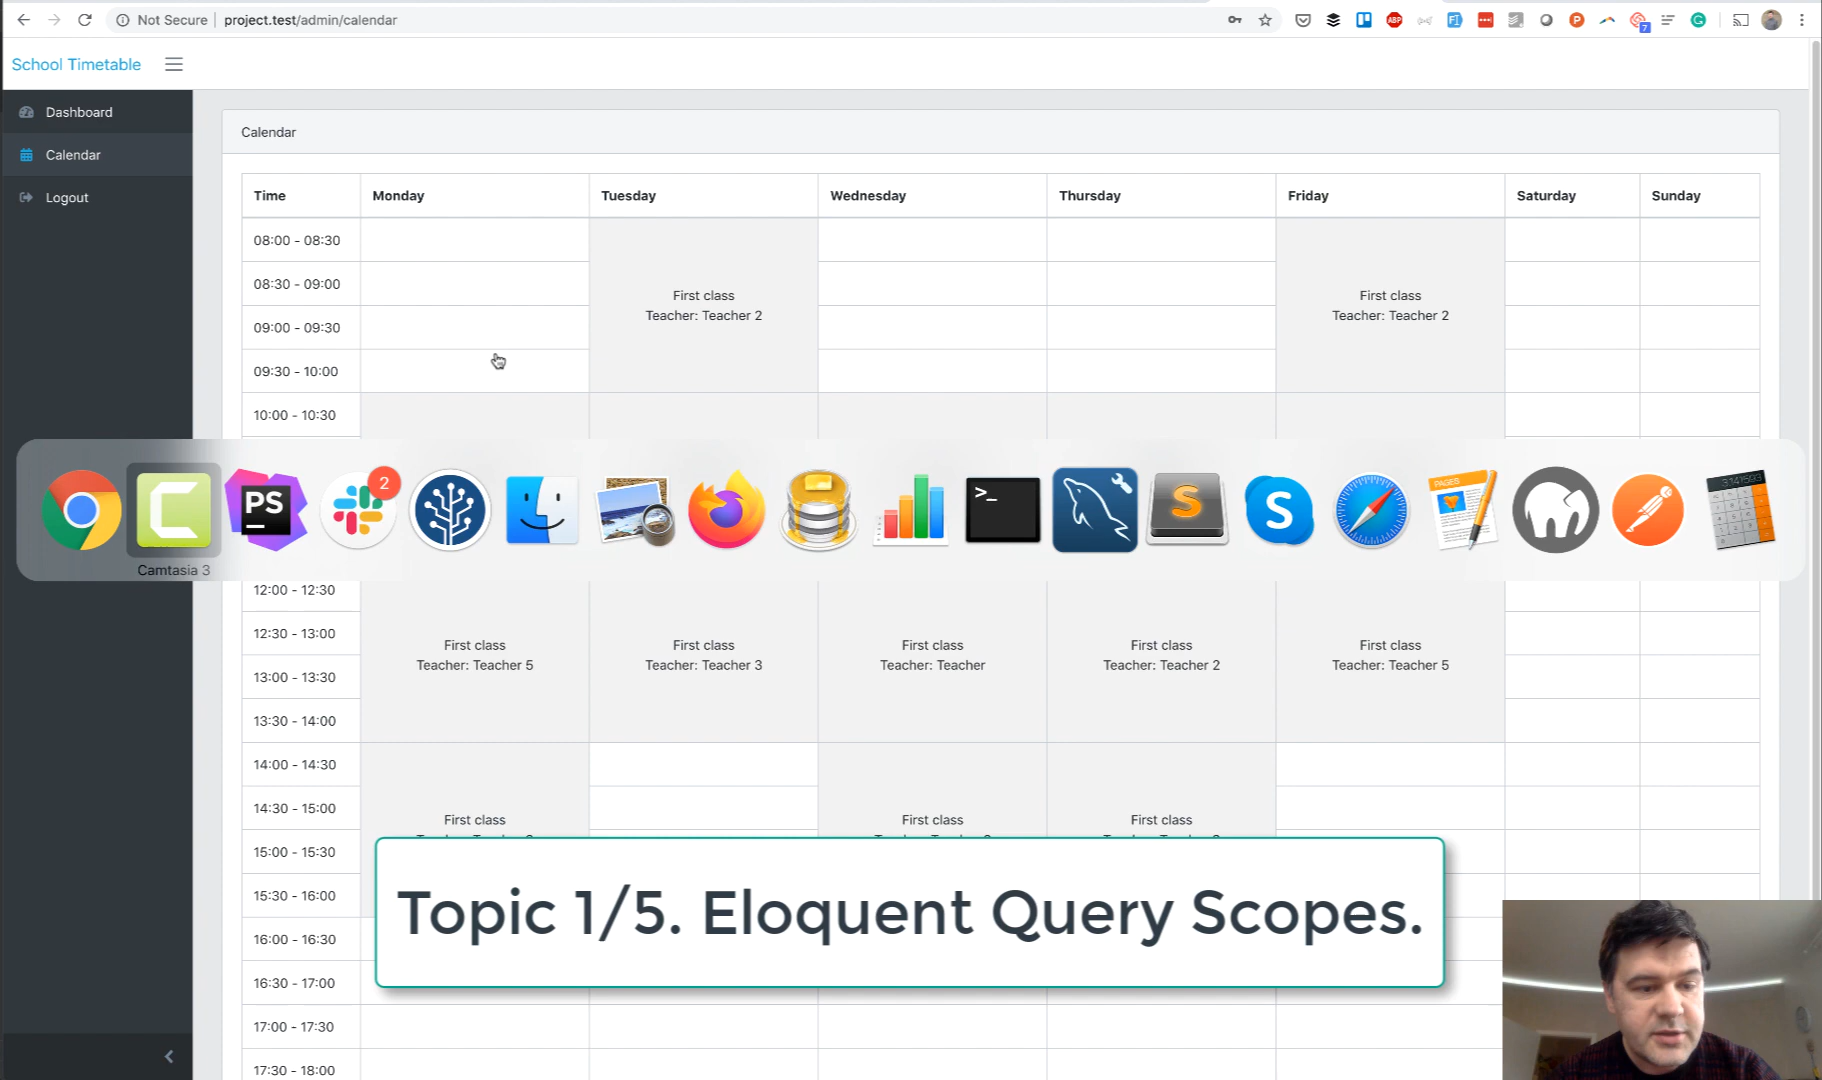 Not Secure project.test/admin/calendar
7
School Timetable
Dashboard
Calendar
Logout
Calendar
Time Monday Tuesday Wednesday Thursday Friday Saturday Sunday
08:00 - 08:30
08:30 - 09:00
First class First class
Teacher: Teacher 2 Teacher: Teacher 2
09:00 - 09:30
09:30 - 10:00
10:00 - 10:30
2
PS
>_
S
S
PAGES
3.141593
Camtasia 3
12:00 - 12:30
12:30 - 13:00
First class First class First class First class First class
Teacher: Teacher 5 Teacher: Teacher 3 Teacher: Teacher Teacher: Teacher 2 Teacher: Teacher 5
13:00 - 13:30
13:30 - 14:00
14:00 - 14:30
14:30 - 15:00
First class First class First class
15:00 - 15:30
15:30 - 16:00
Topic 1/5. Eloquent Query Scopes.
16:00 - 16:30
16:30 - 17:00
17:00 - 17:30
17:30 - 18:00